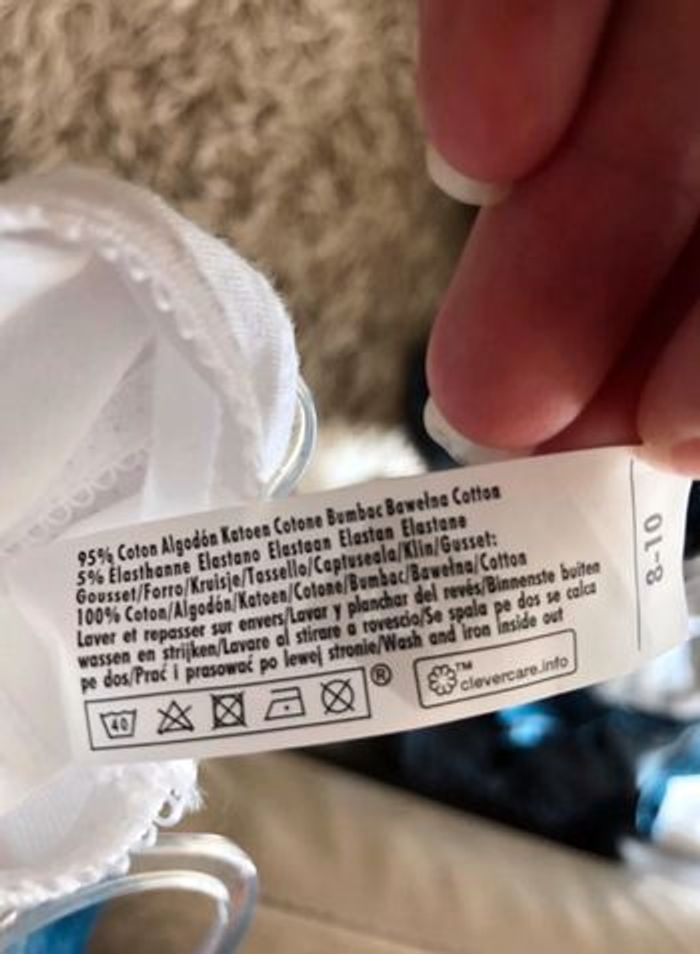 95% Coton Algodón Katoen Cotone Bumbac Bawełna Cotton
5% Élasthanne Elastano Elastaan Elastan Elastane
Gousset/Forro/Kruisje/Tassello/Captuseala/Klin/Gusset:
100% Coton/Algodón/Katoen/Cotone/Bumbac/Bawełna/Cotton
Laver et repasser sur envers/Lavar y planchar del revés/Binnenste buiten
wassen en strijken/Lavare al stirare a rovescio/Se spala pe dos se calca
pe dos/Prać i prasować po lewej stronie/Wash and iron inside out
40
®
™
clevercare.info
8-10